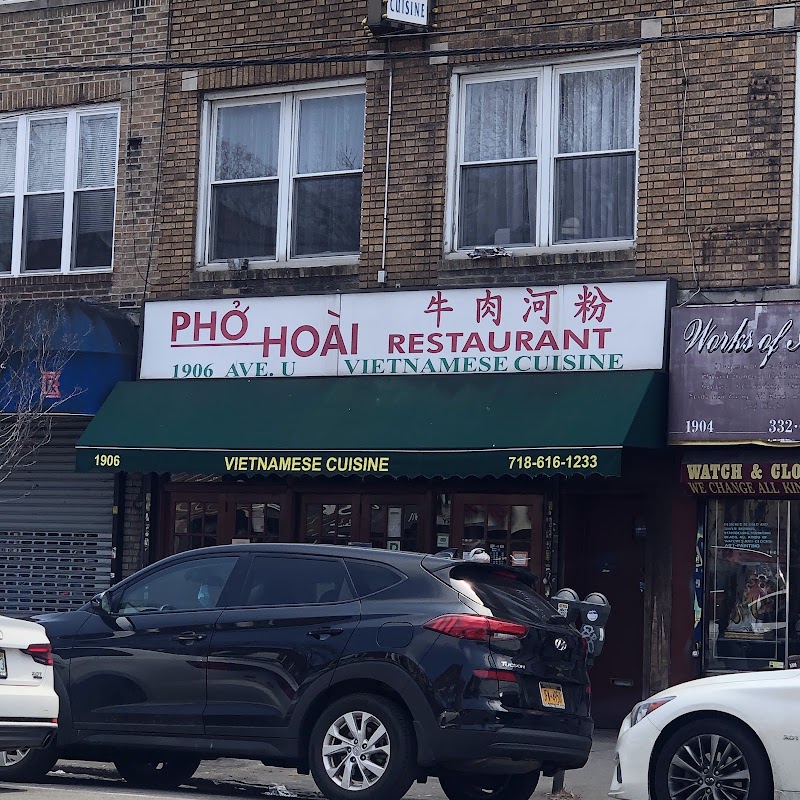 CUISINE
PHỞ HOÀI
牛肉河粉
RESTAURANT
1906 AVE. U
VIETNAMESE CUISINE
1906
VIETNAMESE CUISINE
718-616-1233
Works of
1904
332
WATCH & CLO
WE CHANGE ALL KIN
TUCSON